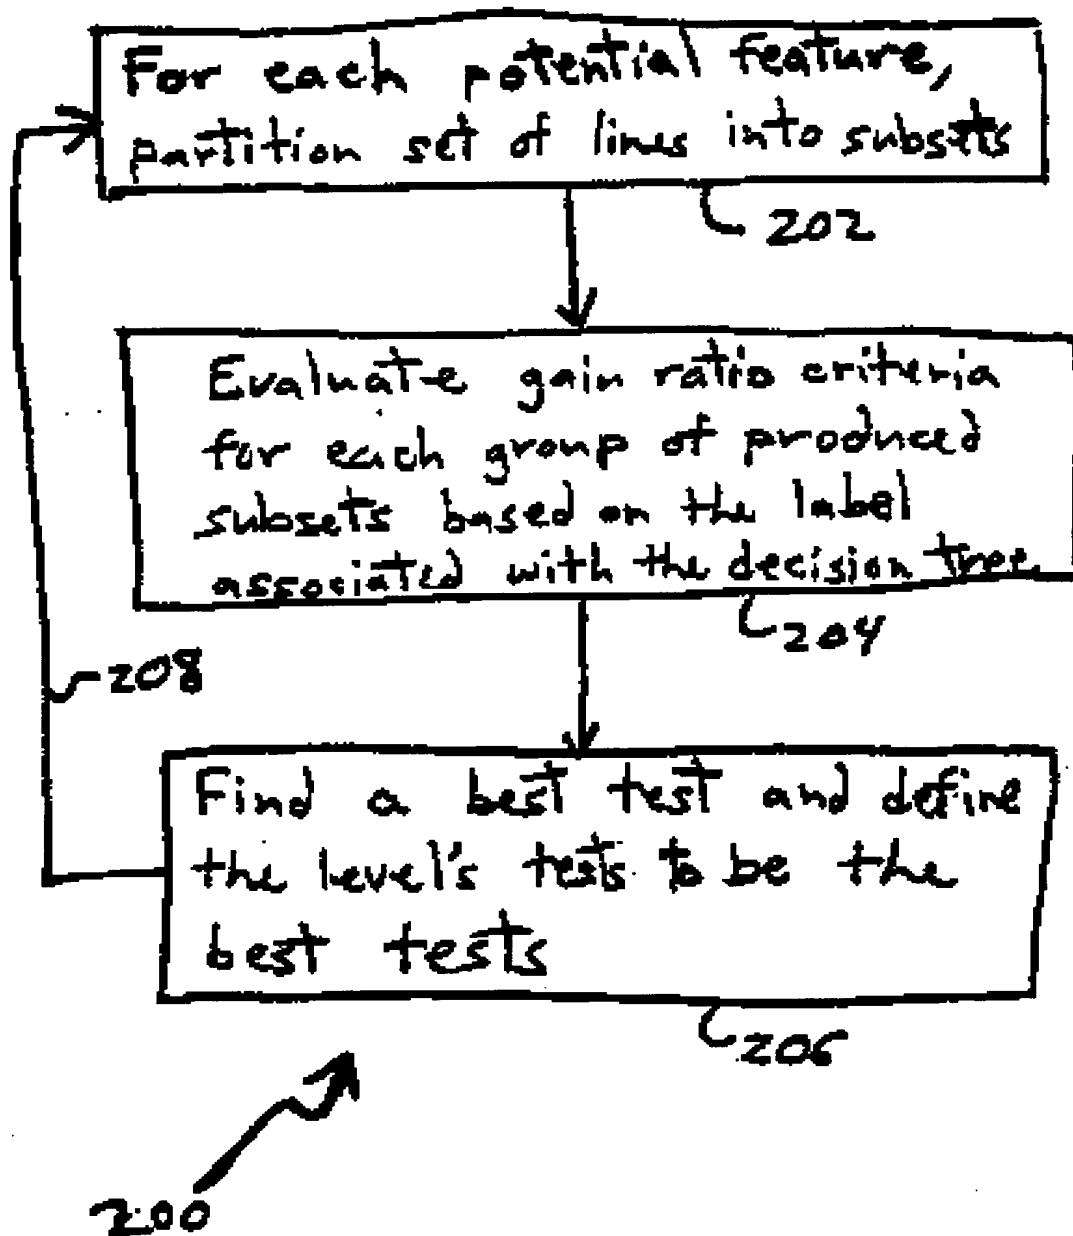 For each potential feature,
partition set of lines into subsets
202
Evaluate gain ratio criteria
for each group of produced
subsets based on the label
associated with the decision tree
204
208
Find a best test and define
the level's tests to be the
best tests
206
200